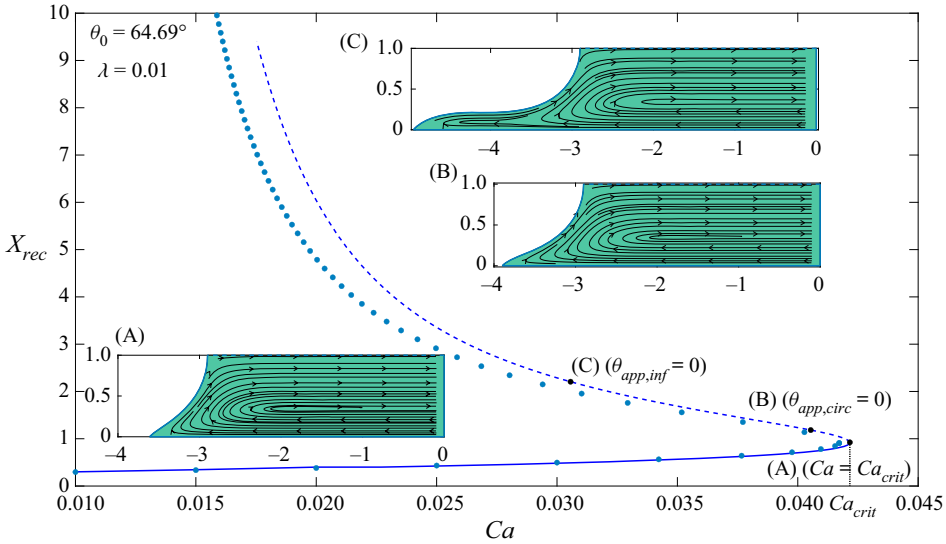 10
9
8
7
6
5
4
3
2
1
0
X_rec
θ_0 = 64.69°
λ = 0.01
(C)
1.0
0.5
0
–4 –3 –2 –1 0
(B)
1.0
0.5
0
–4 –3 –2 –1 0
(A)
1.0
0.5
0
–4 –3 –2 –1 0
(C) (θ_app,inf = 0)
(B) (θ_app,circ = 0)
(A) (Ca = Ca_crit)
0.010 0.015 0.020 0.025 0.030 0.035 0.040 Ca_crit 0.045
Ca